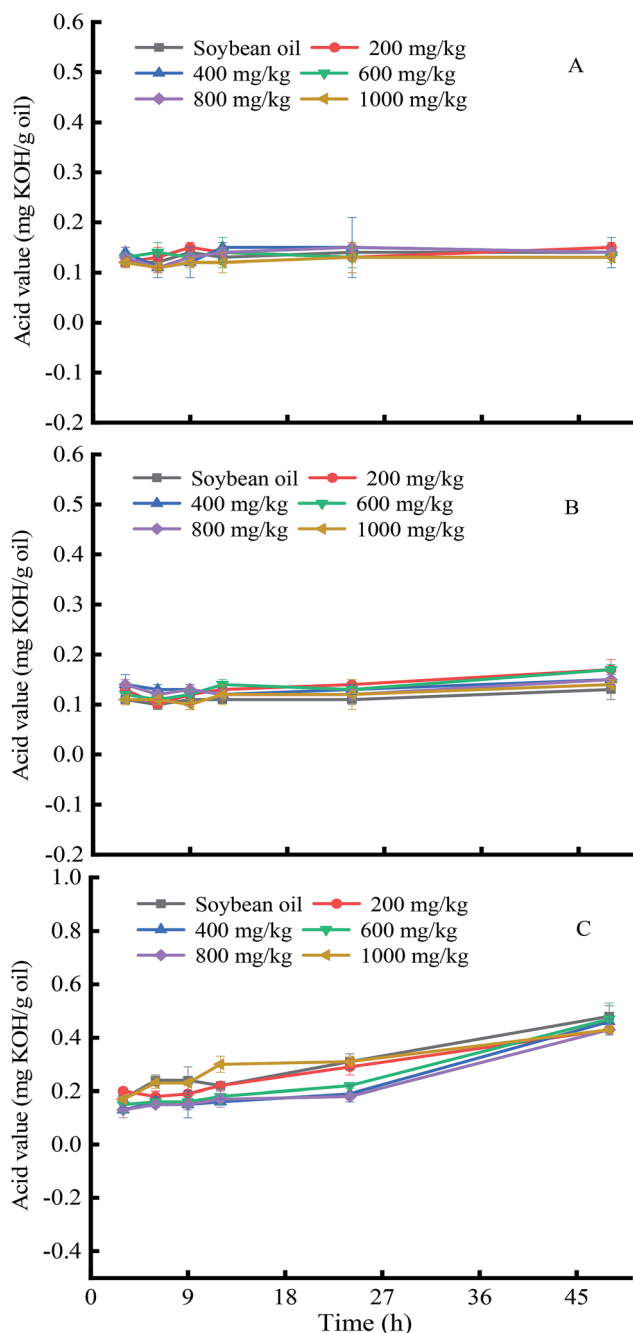 0.6
Soybean oil 200 mg/kg
400 mg/kg 600 mg/kg
800 mg/kg 1000 mg/kg
A
0.5
0.4
0.3
0.2
0.1
0.0
-0.1
-0.2
Acid value (mg KOH/g oil)
0.6
Soybean oil 200 mg/kg
400 mg/kg 600 mg/kg
800 mg/kg 1000 mg/kg
B
0.5
0.4
0.3
0.2
0.1
0.0
-0.1
-0.2
Acid value (mg KOH/g oil)
1.0
Soybean oil 200 mg/kg
400 mg/kg 600 mg/kg
800 mg/kg 1000 mg/kg
C
0.8
0.6
0.4
0.2
0.0
-0.2
-0.4
Acid value (mg KOH/g oil)
0 9 18 27 36 45
Time (h)